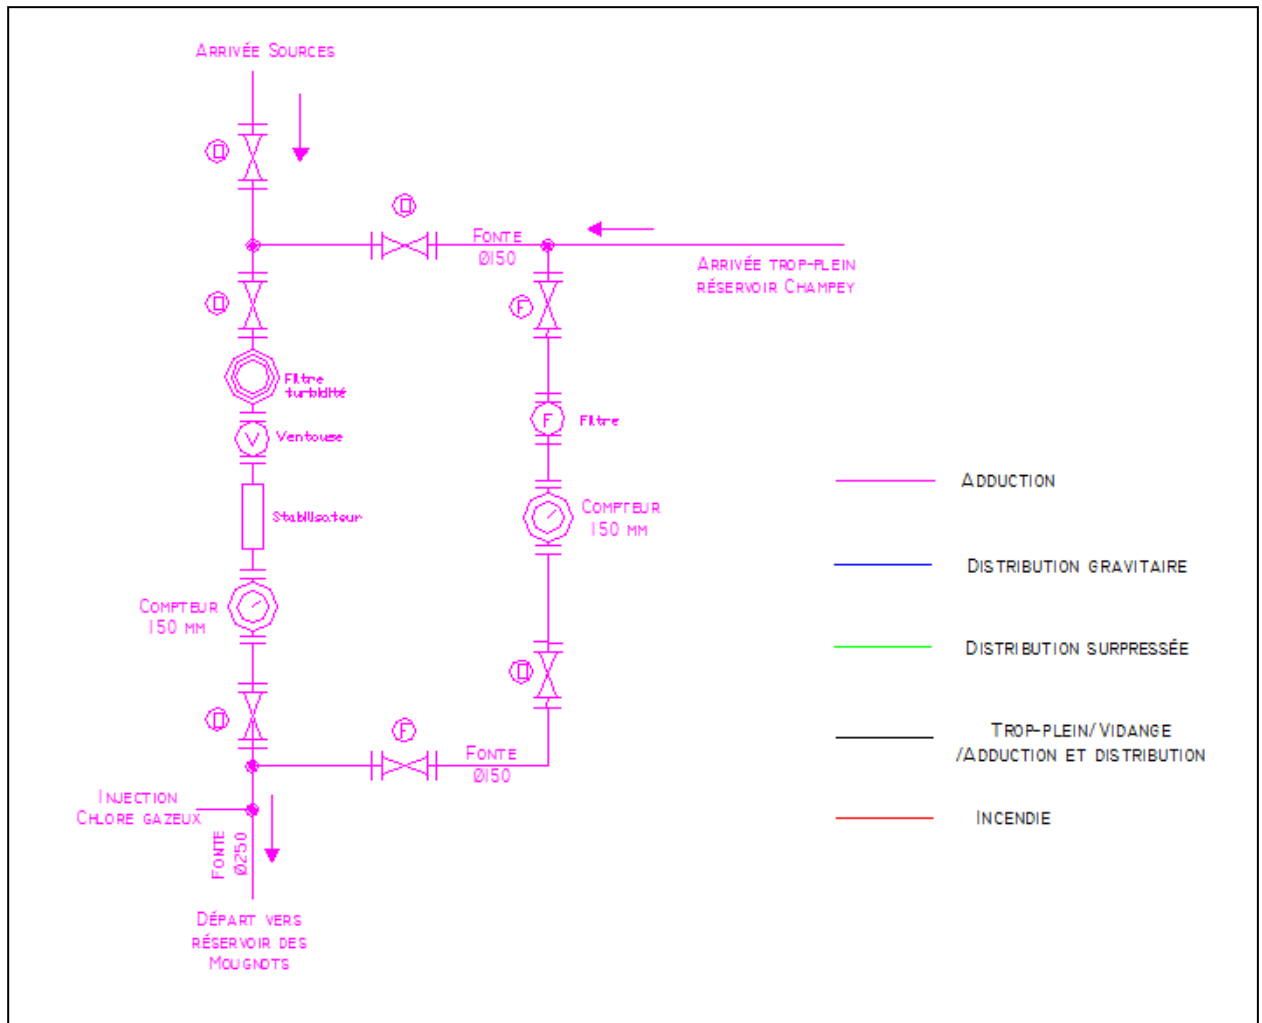 ARRIVÉE SOURCES
O
O
FONTE
Ø150
ARRIVÉE TROP-PLEIN
RÉSERVOIR CHAMPEY
O
F
Filtre
turbidité
V
Ventouse
F
Filtre
Stabilisateur
COMPTEUR
150 MM
COMPTEUR
150 MM
O
O
F
FONTE
Ø150
INJECTION
CHLORE GAZEUX
FONTE
Ø250
DÉPART VERS
RÉSERVOIR DES
MOUGNOTS
ADDUCTION
DISTRIBUTION GRAVITAIRE
DISTRIBUTION SURPRESSÉE
TROP-PLEIN/VIDANGE
/ADDUCTION ET DISTRIBUTION
INCENDIE